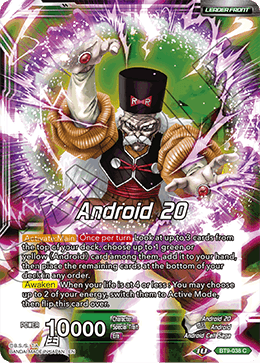 LEADER FRONT
Android 20
Activate: Main Once per turn Look at up to 3 cards from
the top of your deck, choose up to 1 green or
yellow ‹Android› card among them, add it to your hand,
then place the remaining cards at the bottom of your
deck in any order.
Awaken When your life is at 4 or less : You may choose
up to 2 of your energy, switch them to Active Mode,
then flip this card over.
POWER
10000
Character
Special Trait
Era
Android 20
Android
Android Cell Saga
BT9-038 C